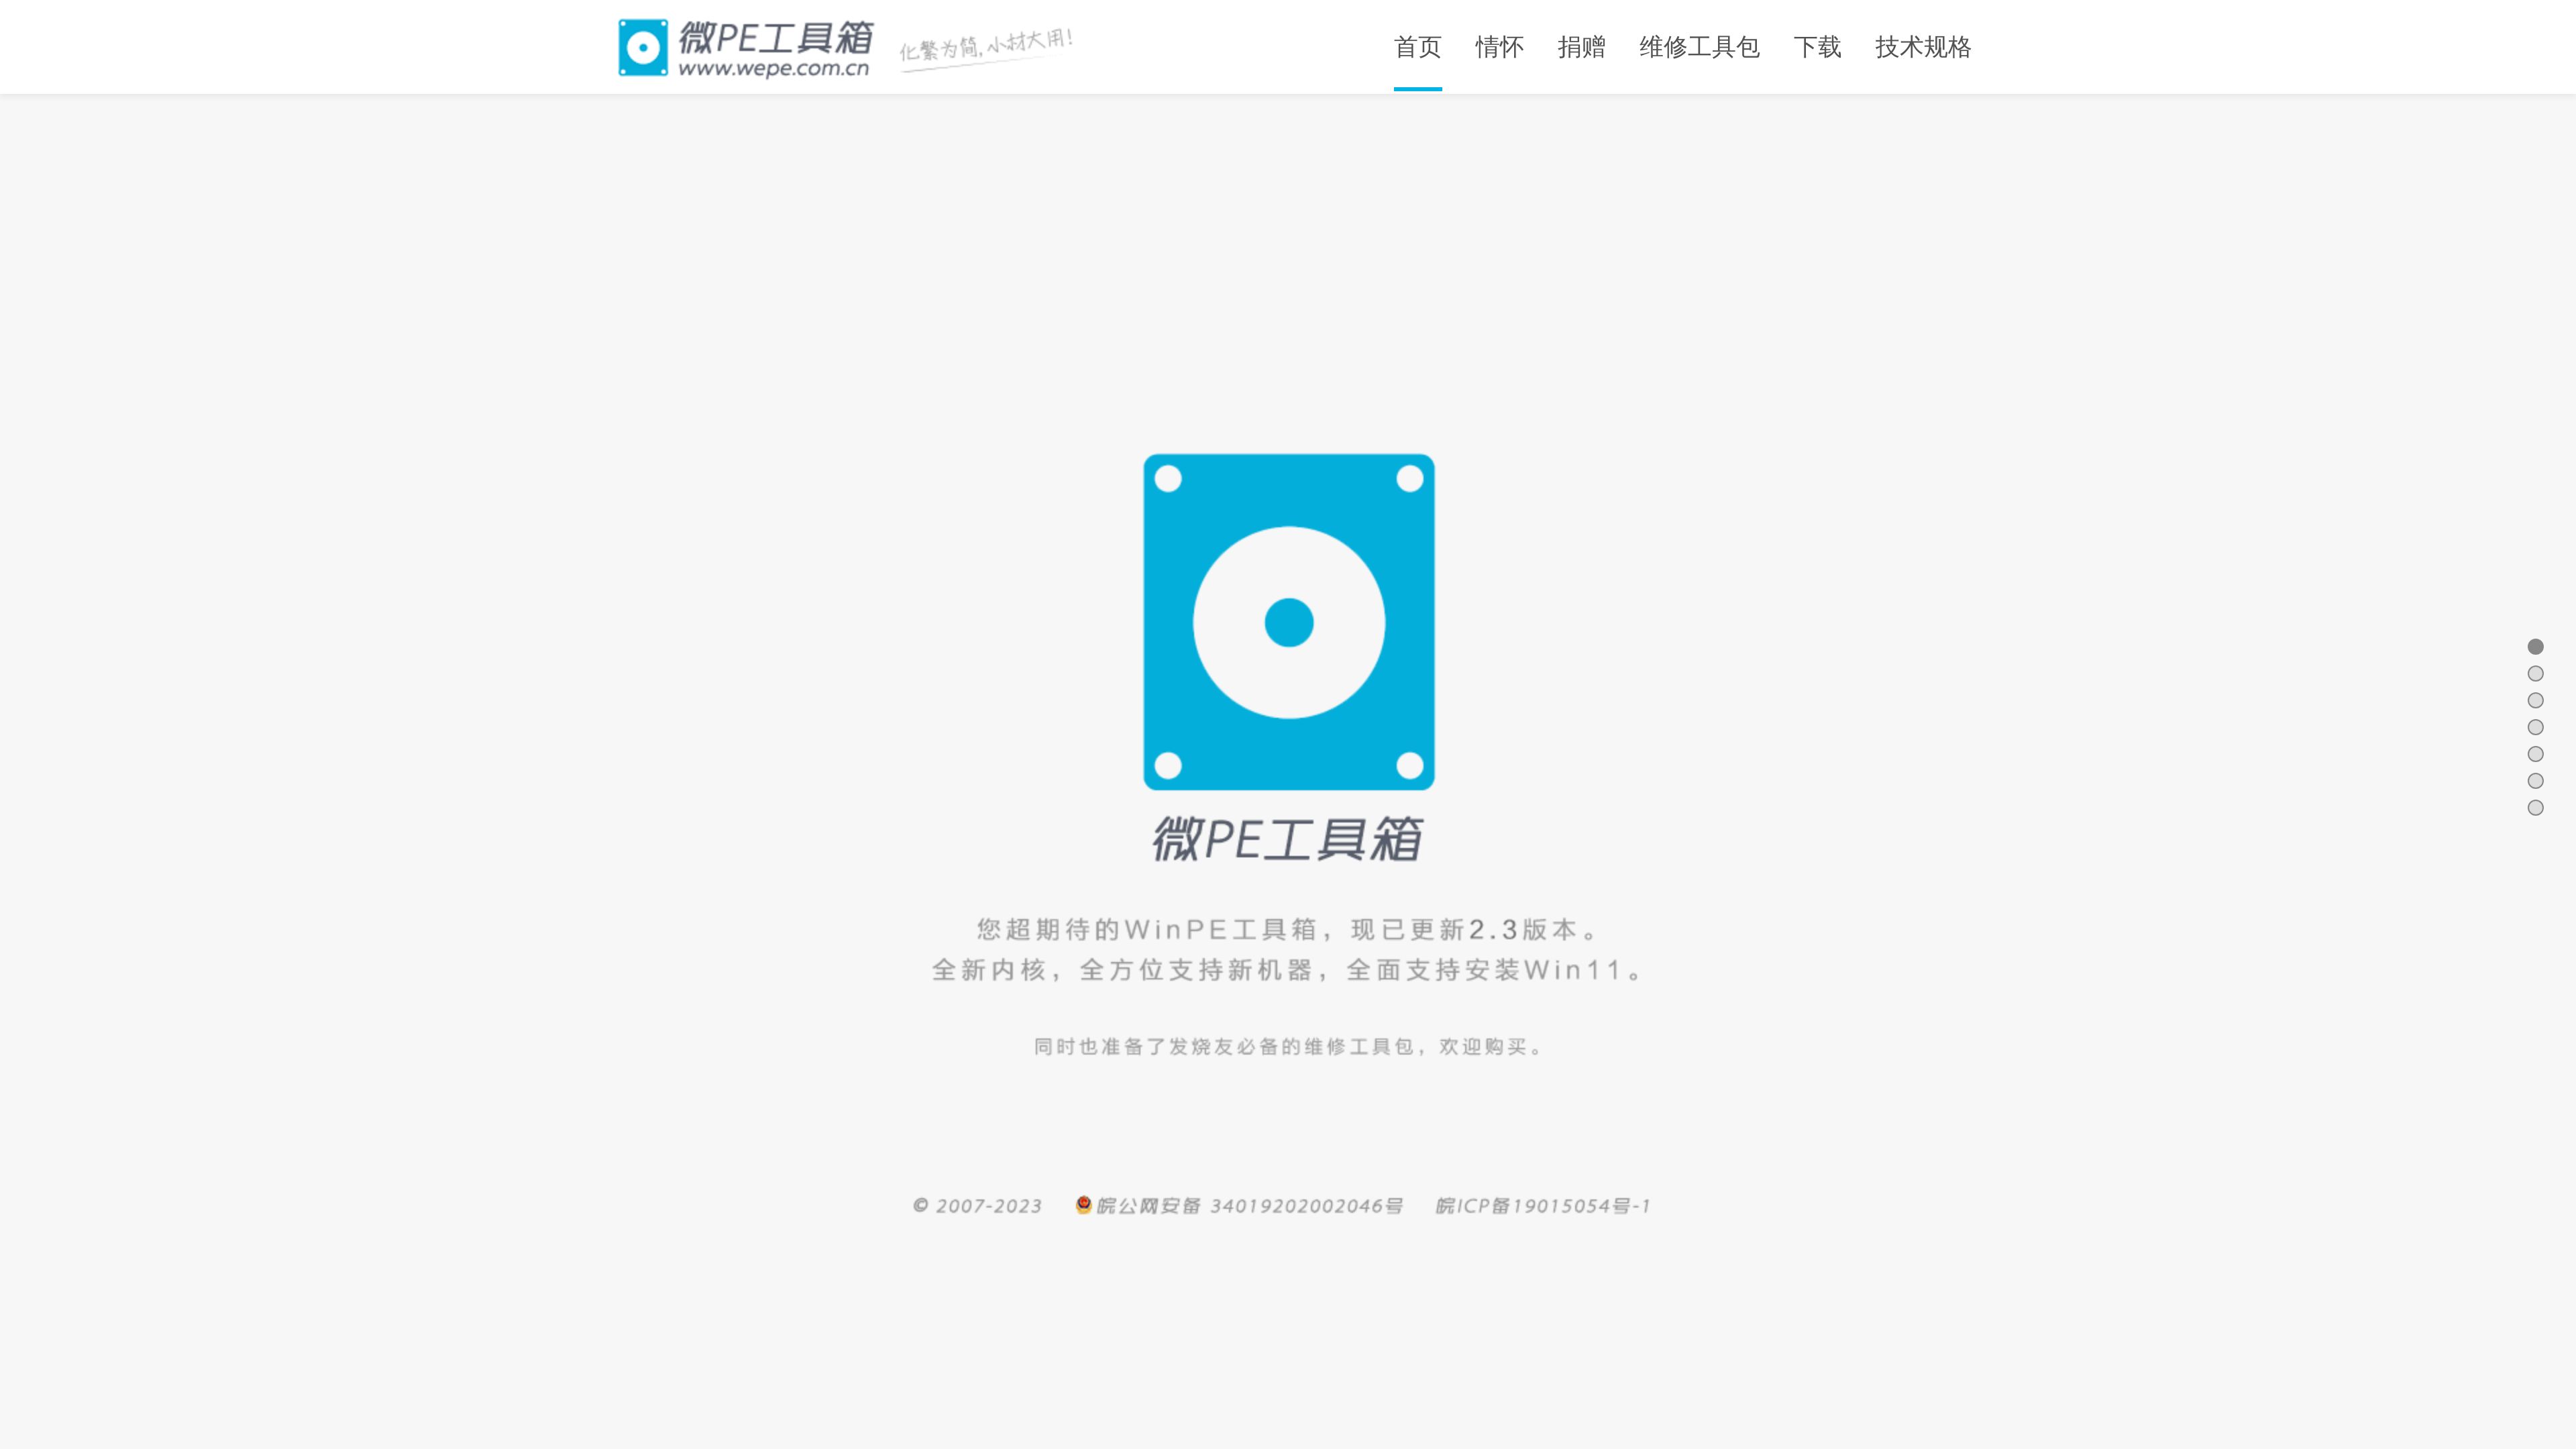 微PE工具箱
www.wepe.com.cn
化繁为简,小材大用!
首页 情怀 捐赠 维修工具包 下载 技术规格
微PE工具箱
您超期待的WinPE工具箱，现已更新2.3版本。
全新内核，全方位支持新机器，全面支持安装Win11。
同时也准备了发烧友必备的维修工具包，欢迎购买。
© 2007-2023 皖公网安备 34019202002046号 皖ICP备19015054号-1